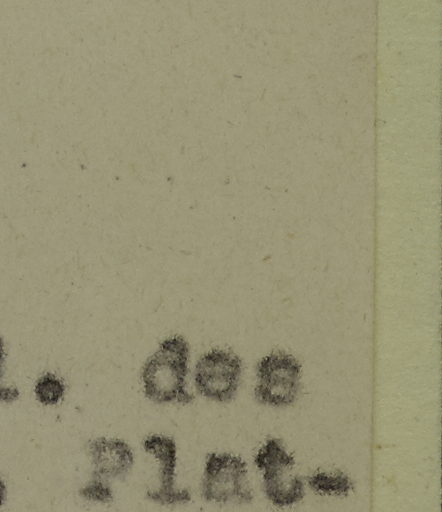 . des
. Plat-